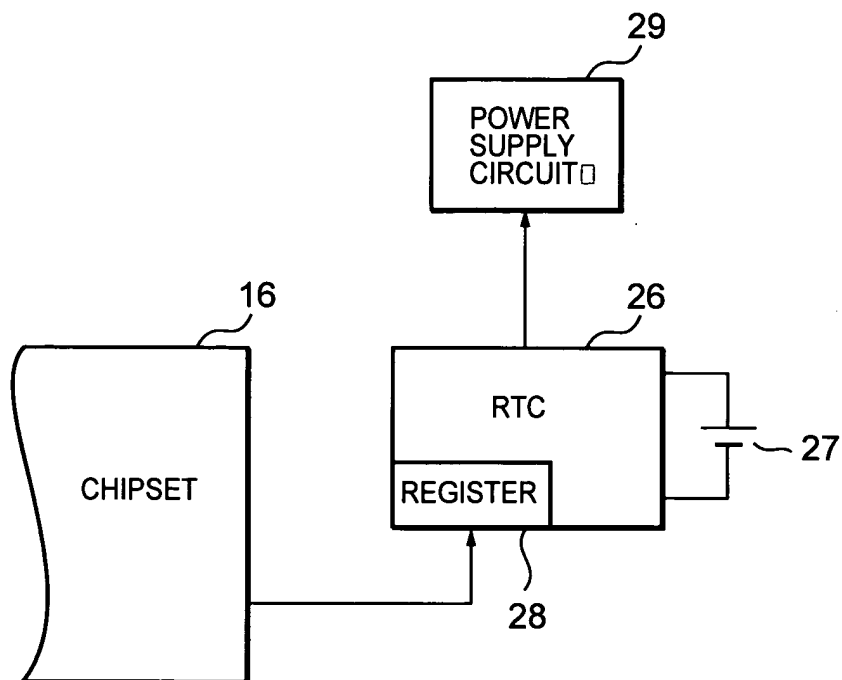 29
POWER
SUPPLY
CIRCUIT
16
26
RTC
27
CHIPSET
REGISTER
28